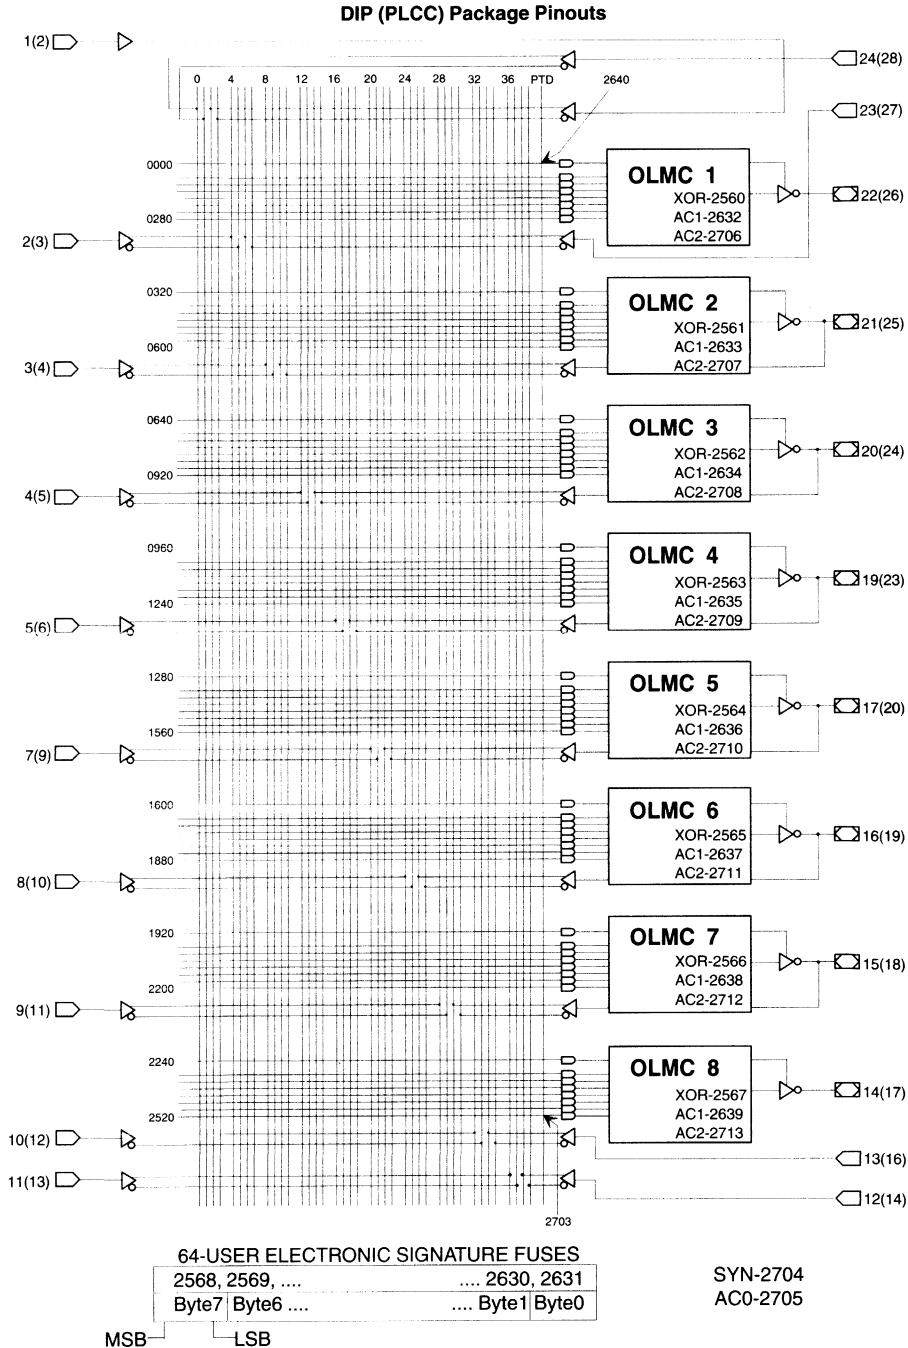 DIP (PLCC) Package Pinouts
1(2)
24(28)
0 4 8 12 16 20 24 28 32 36 PTD 2640
23(27)
0000
OLMC 1
XOR-2560
22(26)
0280
AC1-2632
2(3)
AC2-2706
0320
OLMC 2
XOR-2561
21(25)
0600
AC1-2633
3(4)
AC2-2707
0640
OLMC 3
XOR-2562
20(24)
0920
AC1-2634
4(5)
AC2-2708
0960
OLMC 4
XOR-2563
19(23)
1240
AC1-2635
5(6)
AC2-2709
1280
OLMC 5
XOR-2564
17(20)
1560
AC1-2636
7(9)
AC2-2710
1600
OLMC 6
XOR-2565
16(19)
1880
AC1-2637
8(10)
AC2-2711
1920
OLMC 7
XOR-2566
15(18)
2200
AC1-2638
9(11)
AC2-2712
2240
OLMC 8
XOR-2567
14(17)
2520
AC1-2639
10(12)
AC2-2713
13(16)
11(13)
12(14)
2703
64-USER ELECTRONIC SIGNATURE FUSES
2568, 2569, .... .... 2630, 2631
Byte7 Byte6 .... .... Byte1 Byte0
MSB LSB
SYN-2704
AC0-2705